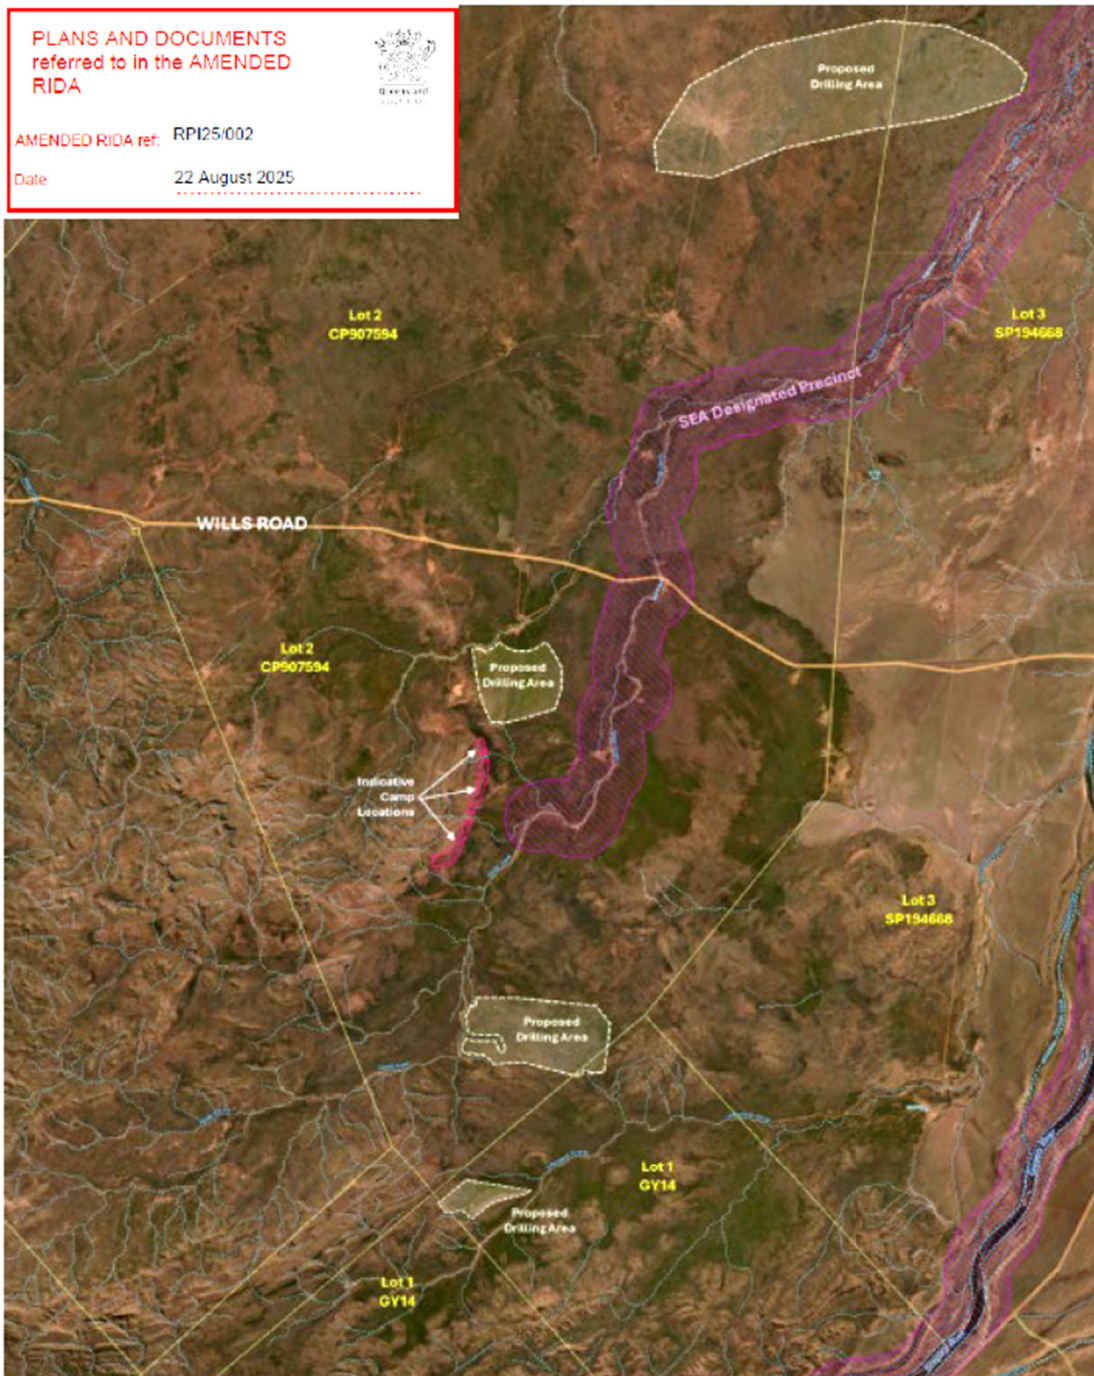 PLANS AND DOCUMENTS
referred to in the AMENDED
RIDA
Queensland
AMENDED RIDA ref: RPI25/002
Date 22 August 2025
Proposed
Drilling Area
Lot 2
CP907594
Lot 3
SP194668
SEA Designated Precinct
WILLS ROAD
Lot 2
CP907594
Proposed
Drilling Area
Indicative
Camp
Locations
Lot 3
SP194668
Proposed
Drilling Area
Lot 1
GY14
Proposed
Drilling Area
Lot 1
GY14